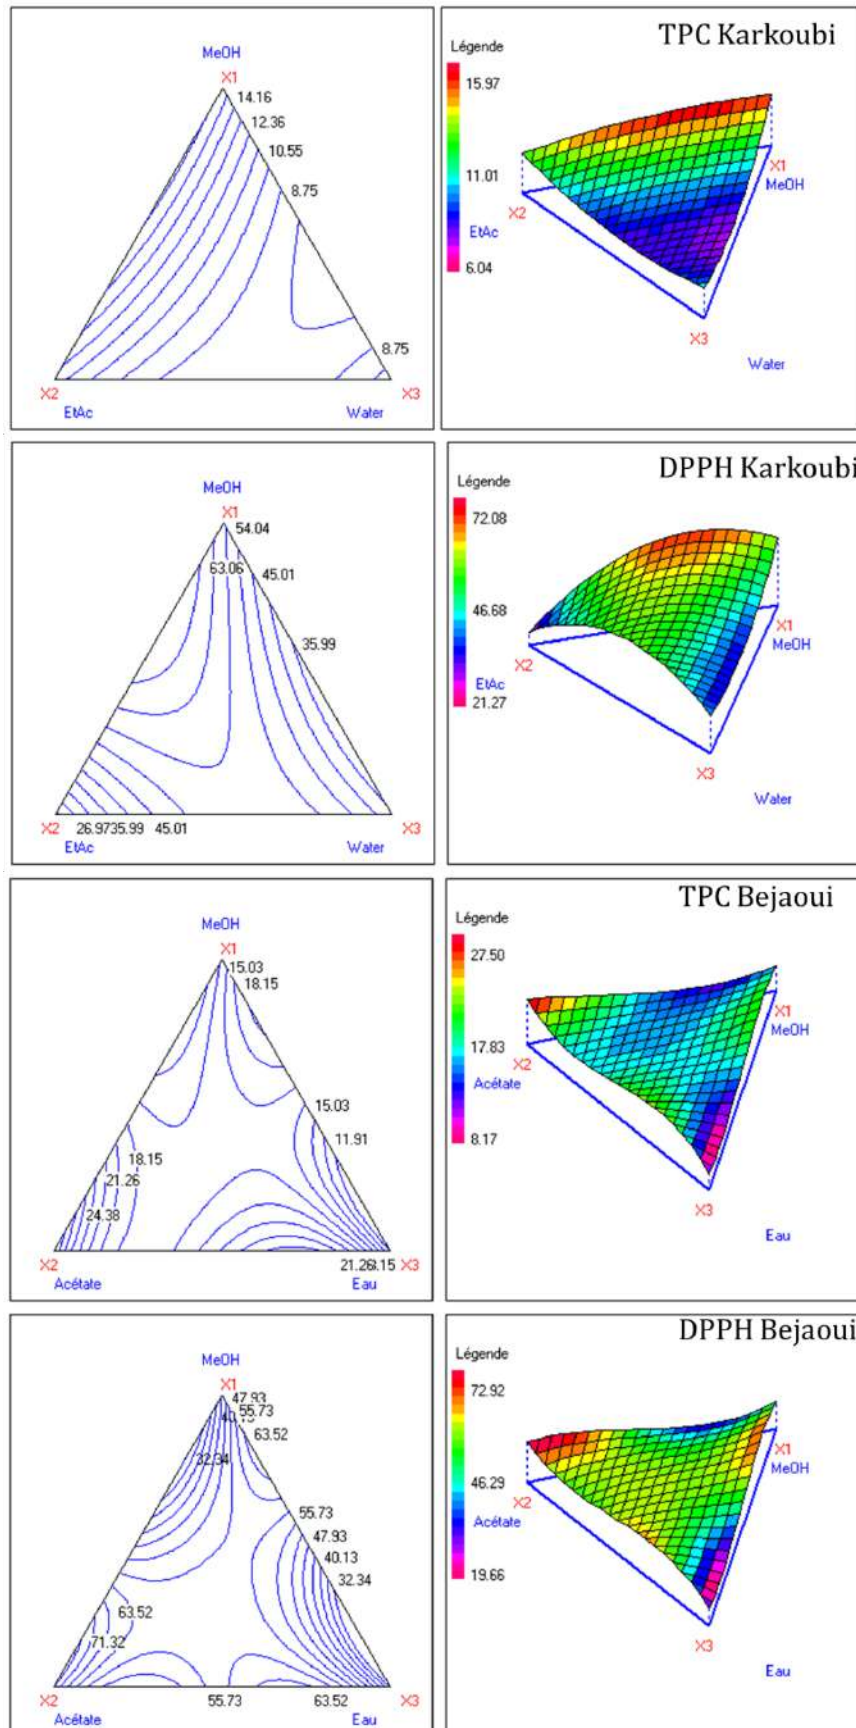 TPC Karkoubi
MeOH
X1
14.16
12.36
10.55
8.75
8.75
X2
X3
EtAc
Water
Légende
15.97
11.01
6.04
X1
MeOH
X2
EtAc
X3
Water
DPPH Karkoubi
MeOH
X1
54.04
63.06
45.01
35.99
X2
26.97
35.99
45.01
X3
EtAc
Water
Légende
72.08
46.68
21.27
X1
MeOH
X2
EtAc
X3
Water
TPC Bejaoui
MeOH
X1
15.03
18.15
15.03
11.91
18.15
21.26
24.38
X2
21.26
X3
Acétate
Eau
Légende
27.50
17.83
8.17
X1
MeOH
X2
Acétate
X3
Eau
DPPH Bejaoui
MeOH
X1
47.93
55.73
63.52
32.34
55.73
47.93
40.13
32.34
63.52
71.32
X2
55.73
63.52
X3
Acétate
Eau
Légende
72.92
46.29
19.66
X1
MeOH
X2
Acétate
X3
Eau